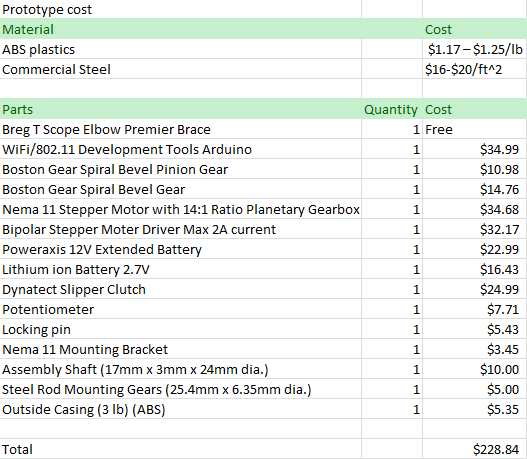 Prototype cost
Material Cost
ABS plastics $1.17 – $1.25/lb
Commercial Steel $16-$20/ft^2
Parts Quantity Cost
Breg T Scope Elbow Premier Brace 1 Free
WiFi/802.11 Development Tools Arduino 1 $34.99
Boston Gear Spiral Bevel Pinion Gear 1 $10.98
Boston Gear Spiral Bevel Gear 1 $14.76
Nema 11 Stepper Motor with 14:1 Ratio Planetary Gearbox 1 $34.68
Bipolar Stepper Moter Driver Max 2A current 1 $32.17
Poweraxis 12V Extended Battery 1 $22.99
Lithium ion Battery 2.7V 1 $16.43
Dynatect Slipper Clutch 1 $24.99
Potentiometer 1 $7.71
Locking pin 1 $5.43
Nema 11 Mounting Bracket 1 $3.45
Assembly Shaft (17mm x 3mm x 24mm dia.) 1 $10.00
Steel Rod Mounting Gears (25.4mm x 6.35mm dia.) 1 $5.00
Outside Casing (3 lb) (ABS) 1 $5.35
Total $228.84